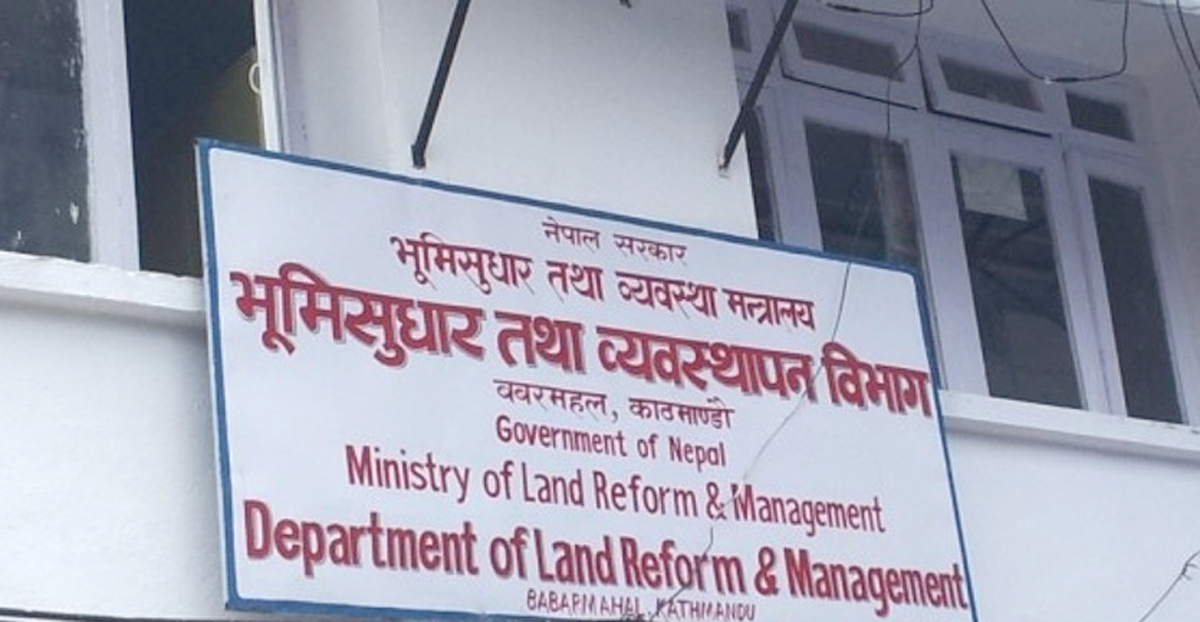 नेपाल सरकार
भूमिसुधार तथा व्यवस्था मन्त्रालय
भूमिसुधार तथा व्यवस्थापन विभाग
ववरमहल, काठमाण्डौ
Government of Nepal
Ministry of Land Reform & Management
Department of Land Reform & Management
BABARMAHAL, KATHMANDU